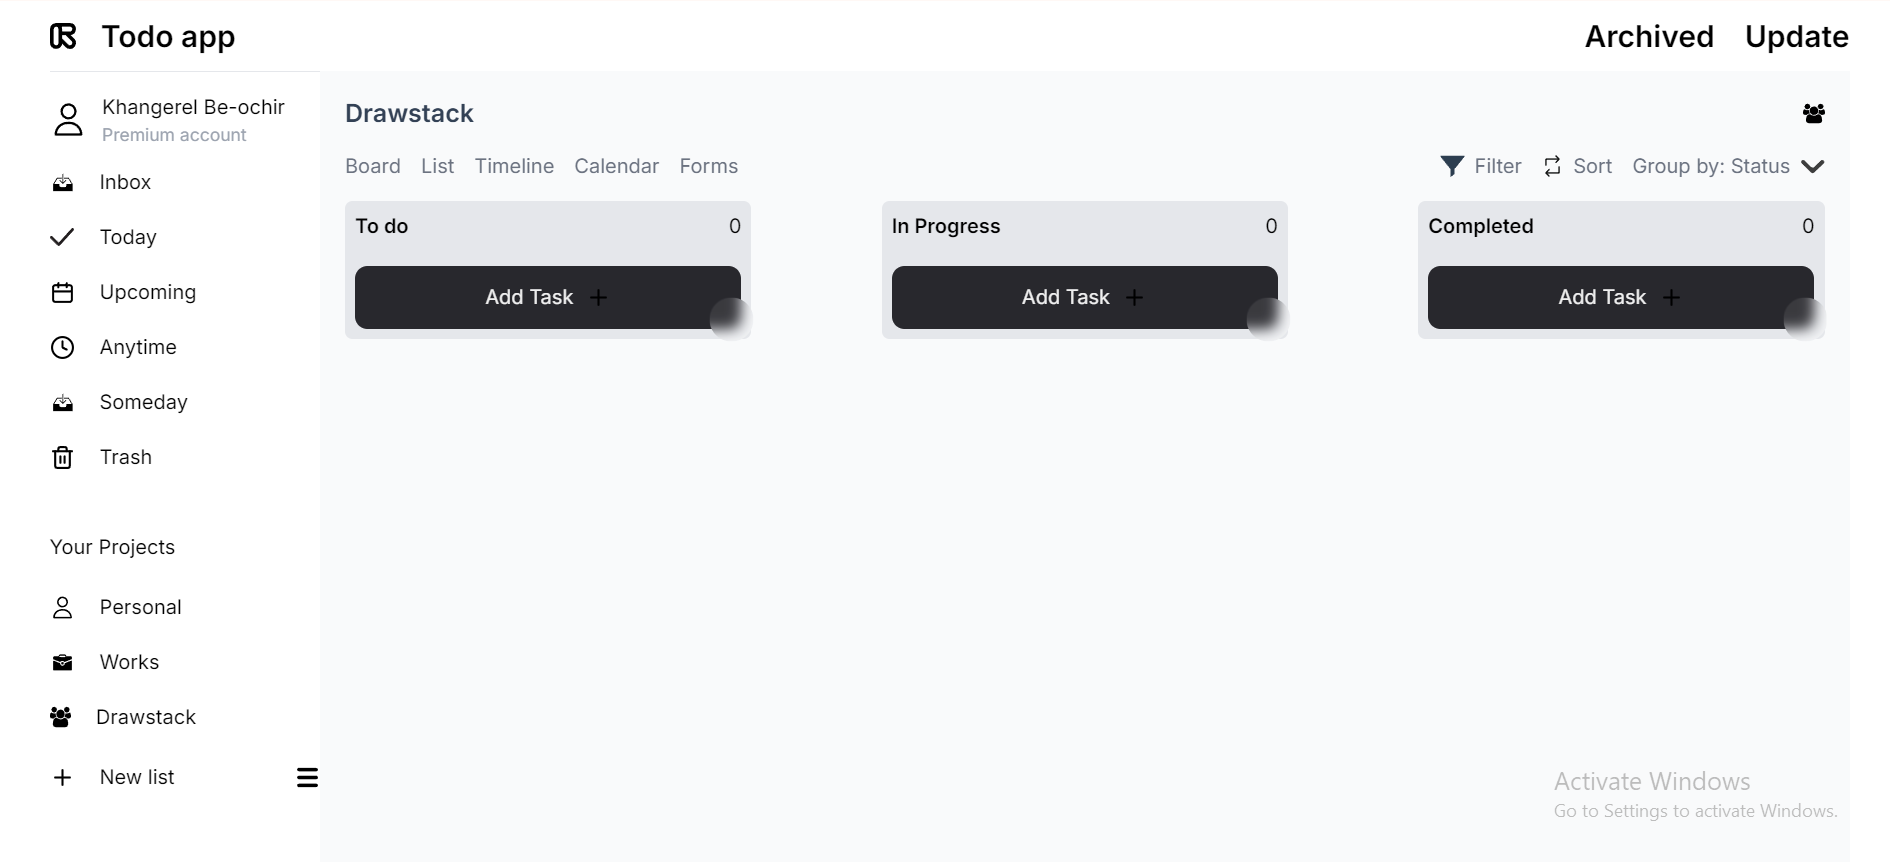 Todo app
Archived Update
Khangerel Be-ochir
Premium account
Inbox
Today
Upcoming
Anytime
Someday
Trash
Your Projects
Personal
Works
Drawstack
New list
Drawstack
Board List Timeline Calendar Forms
Filter Sort Group by: Status
To do 0
Add Task
In Progress 0
Add Task
Completed 0
Add Task
Activate Windows
Go to Settings to activate Windows.